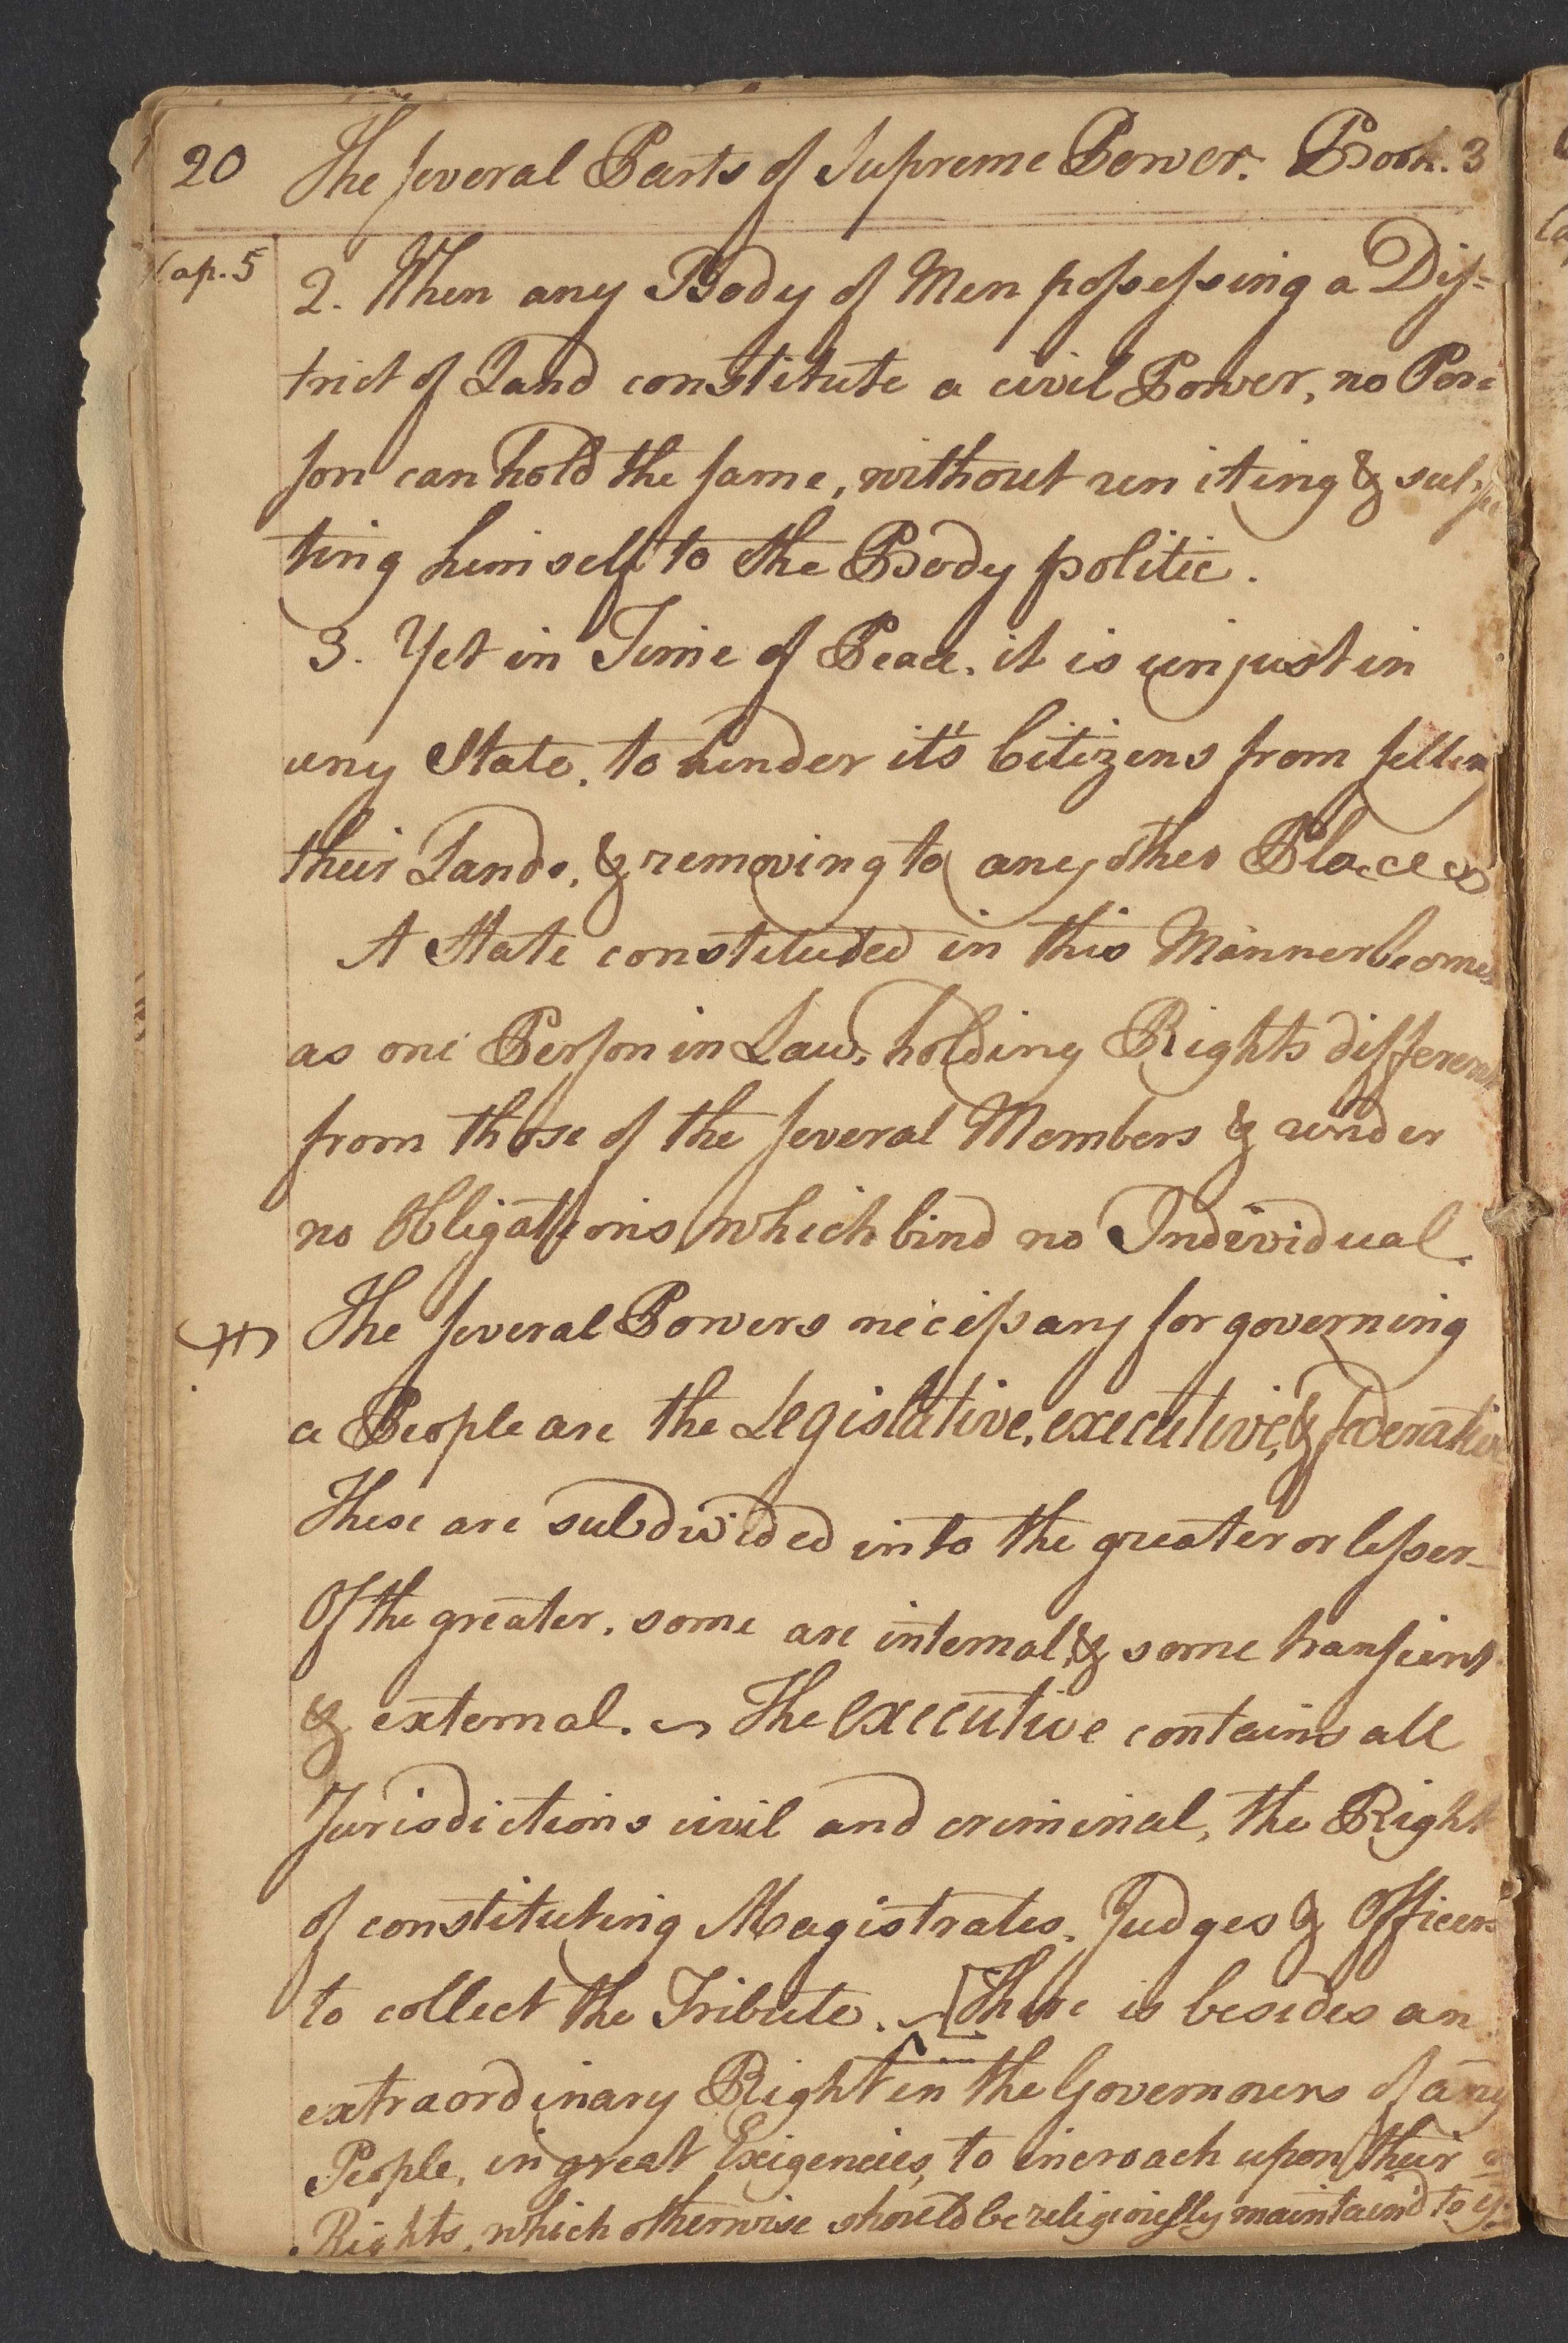 20 The several Parts of Supreme Power. Book. 3
Cap. 5
2. When any Body of Men possessing a Dis=
trict of Land constitute a civil Power, no Per=
son can hold the same, without uniting & subjec
ting himself to the Body politic.
3. Yet in Time of Peace, it is unjust in
any State, to hinder it's Citizens from selling
their Lands, & removing to any other Place
A State constituted in this Manner becomes
as one Person in Law, holding Rights different
from those of the several Members & under
no Obligations, which bind no Individual.
The several Powers necessary for governing
a People are the Legislative, executive, & federative
These are subdivided into the greater or lesser
Of the greater, some are internal, & some transient
& external. The executive contains all
Jurisdictions civil and criminal, the Right
of constituting Magistrates, Judges & Officers
to collect the Tribute. [There is besides an
extraordinary Right in the Governours of any
People, in great Exigencies, to incroach upon their
Rights, which otherwise should be religiously maintain'd to